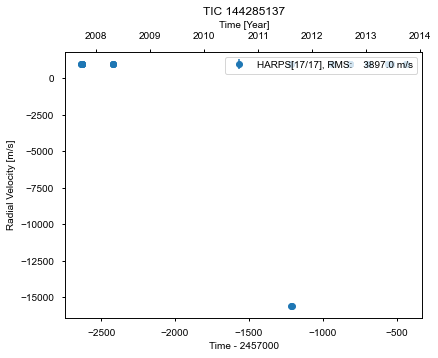 TIC 144285137
Time [Year]
2008 2009 2010 2011 2012 2013 2014
HARPS[17/17], RMS: 3897.0 m/s
Radial Velocity [m/s]
0
−2500
−5000
−7500
−10000
−12500
−15000
−2500 −2000 −1500 −1000 −500
Time - 2457000